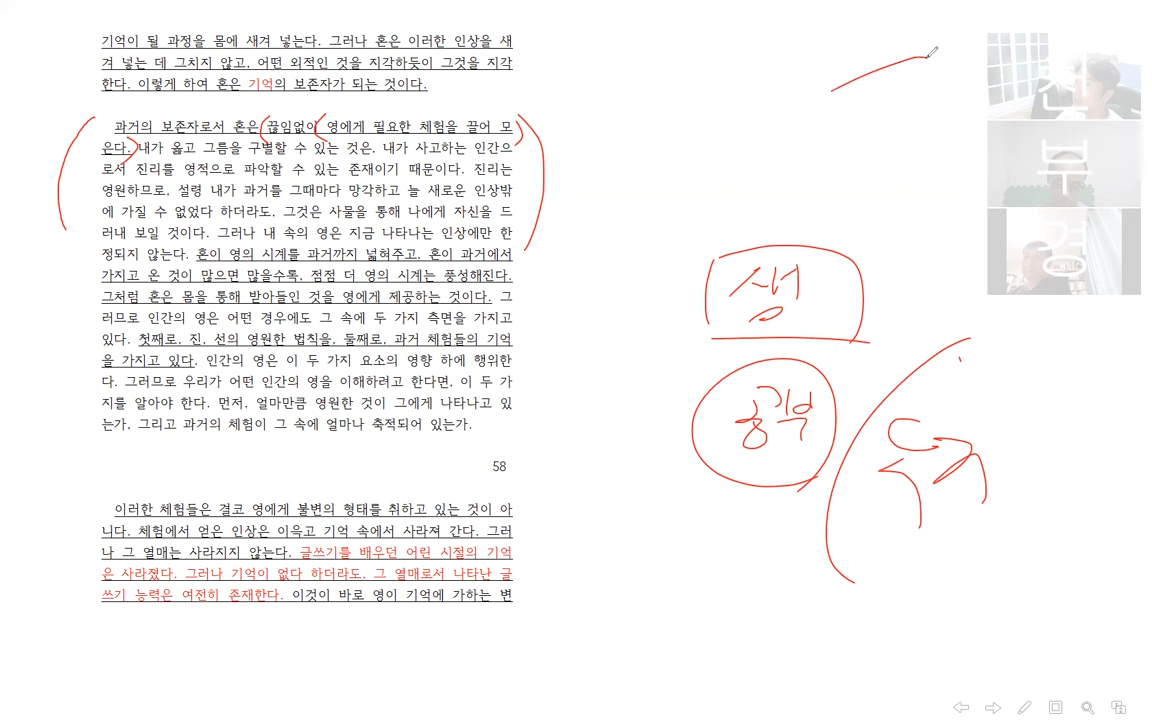 기억이 될 과정을 몸에 새겨 넣는다. 그러나 혼은 이러한 인상을 새
겨 넣는 데 그치지 않고, 어떤 외적인 것을 지각하듯이 그것을 지각
한다. 이렇게 하여 혼은 기억의 보존자가 되는 것이다.
과거의 보존자로서 혼은 끊임없이 영에게 필요한 체험을 끌어 모
은다. 내가 옳고 그름을 구별할 수 있는 것은, 내가 사고하는 인간으
로서 진리를 영적으로 파악할 수 있는 존재이기 때문이다. 진리는
영원하므로, 설령 내가 과거를 그때마다 망각하고 늘 새로운 인상밖
에 가질 수 없었다 하더라도, 그것은 사물을 통해 나에게 자신을 드
러내 보일 것이다. 그러나 내 속의 영은 지금 나타나는 인상에만 한
정되지 않는다. 혼이 영의 시계를 과거까지 넓혀주고, 혼이 과거에서
가지고 온 것이 많으면 많을수록, 점점 더 영의 시계는 풍성해진다.
그처럼 혼은 몸을 통해 받아들인 것을 영에게 제공하는 것이다. 그
러므로 인간의 영은 어떤 경우에도 그 속에 두 가지 측면을 가지고
있다. 첫째로, 진, 선의 영원한 법칙을, 둘째로, 과거 체험들의 기억
을 가지고 있다. 인간의 영은 이 두 가지 요소의 영향 하에 행위한
다. 그러므로 우리가 어떤 인간의 영을 이해하려고 한다면, 이 두 가
지를 알아야 한다. 먼저, 얼마만큼 영원한 것이 그에게 나타나고 있
는가, 그리고 과거의 체험이 그 속에 얼마나 축적되어 있는가.
58
이러한 체험들은 결코 영에게 불변의 형태를 취하고 있는 것이 아
니다. 체험에서 얻은 인상은 이윽고 기억 속에서 사라져 간다. 그러
나 그 열매는 사라지지 않는다. 글쓰기를 배우던 어린 시절의 기억
은 사라졌다. 그러나 기억이 없다 하더라도, 그 열매로서 나타난 글
쓰기 능력은 여전히 존재한다. 이것이 바로 영이 기억에 가하는 변
천
부
경